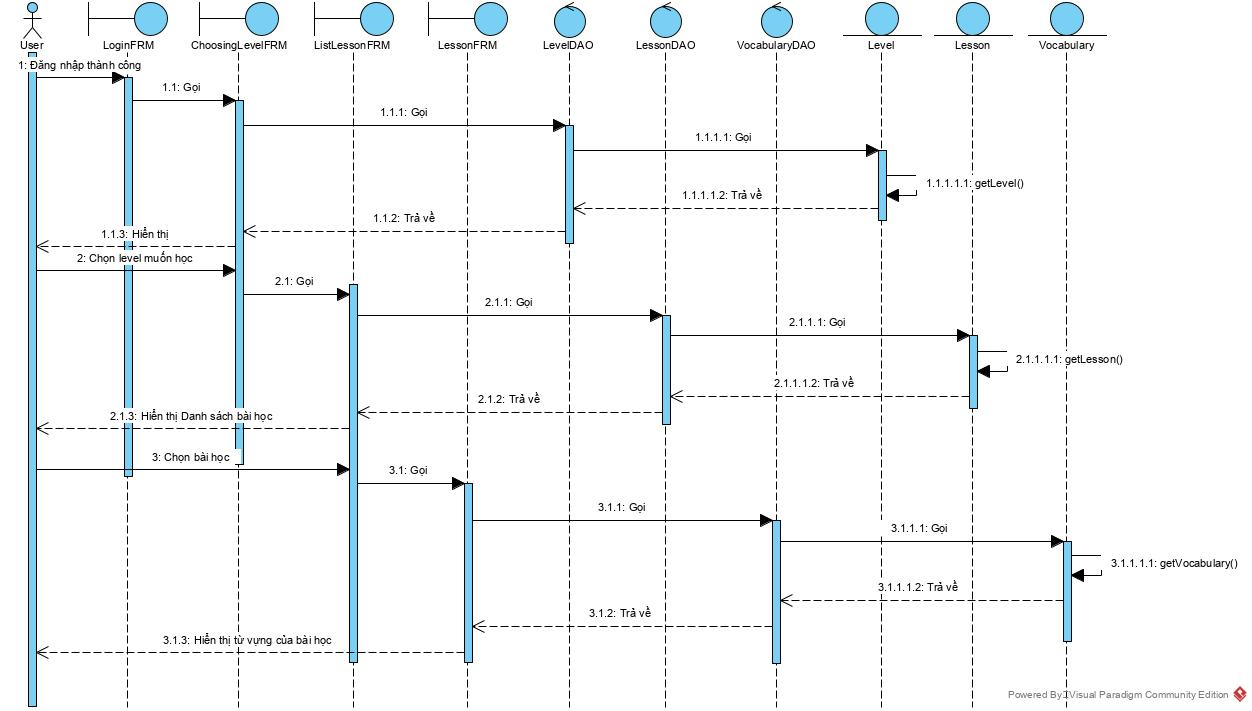 User
LoginFRM
ChoosingLevelFRM
ListLessonFRM
LessonFRM
LevelDAO
LessonDAO
VocabularyDAO
Level
Lesson
Vocabulary
1: Đăng nhập thành công
1.1: Gọi
1.1.1: Gọi
1.1.1.1: Gọi
1.1.1.1.1: getLevel()
1.1.1.1.2: Trả về
1.1.2: Trả về
1.1.3: Hiển thị
2: Chọn level muốn học
2.1: Gọi
2.1.1: Gọi
2.1.1.1: Gọi
2.1.1.1.1: getLesson()
2.1.1.1.2: Trả về
2.1.2: Trả về
2.1.3: Hiển thị Danh sách bài học
3: Chọn bài học
3.1: Gọi
3.1.1: Gọi
3.1.1.1: Gọi
3.1.1.1.1: getVocabulary()
3.1.1.1.2: Trả về
3.1.2: Trả về
3.1.3: Hiển thị từ vựng của bài học
Powered By Visual Paradigm Community Edition